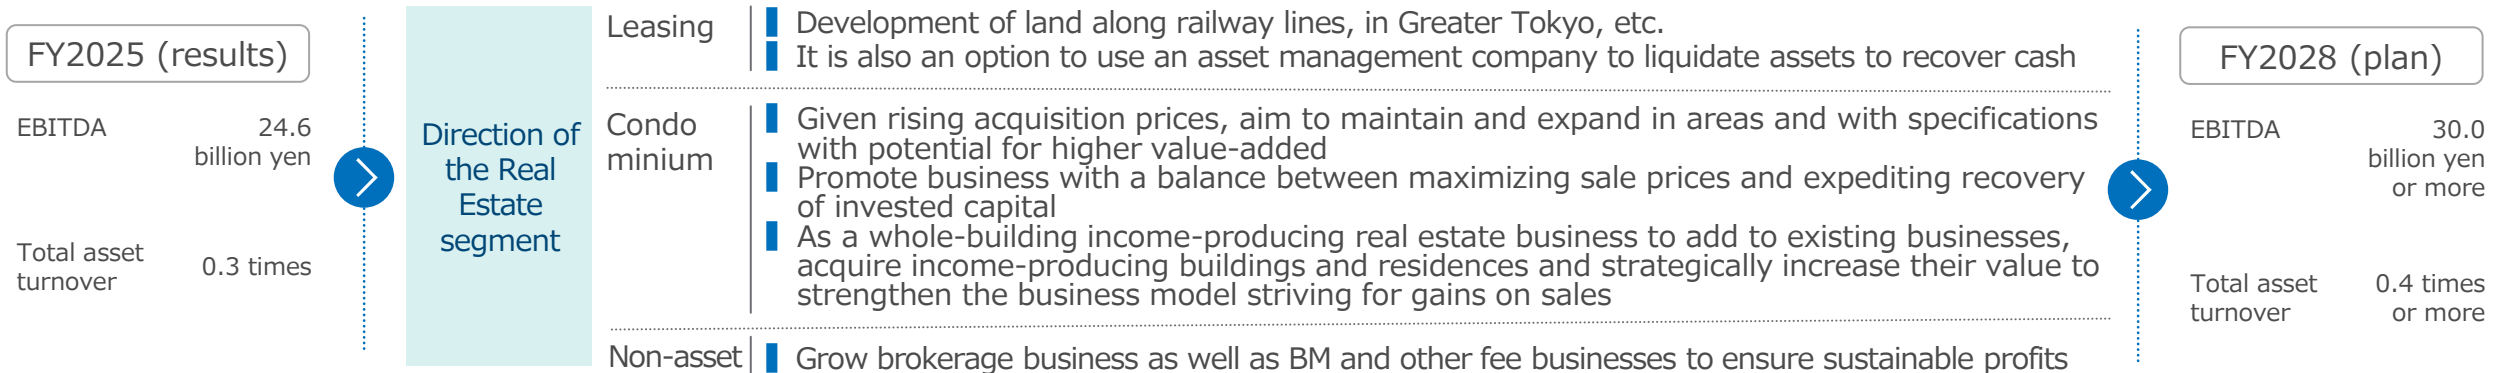 FY2025 (results)
EBITDA 24.6
billion yen
Total asset
turnover 0.3 times
Direction of
the Real
Estate
segment
Leasing
Development of land along railway lines, in Greater Tokyo, etc.
It is also an option to use an asset management company to liquidate assets to recover cash
Condo
minium
Given rising acquisition prices, aim to maintain and expand in areas and with specifications
with potential for higher value-added
Promote business with a balance between maximizing sale prices and expediting recovery
of invested capital
As a whole-building income-producing real estate business to add to existing businesses,
acquire income-producing buildings and residences and strategically increase their value to
strengthen the business model striving for gains on sales
Non-asset
Grow brokerage business as well as BM and other fee businesses to ensure sustainable profits
FY2028 (plan)
EBITDA 30.0
billion yen
or more
Total asset 0.4 times
turnover or more